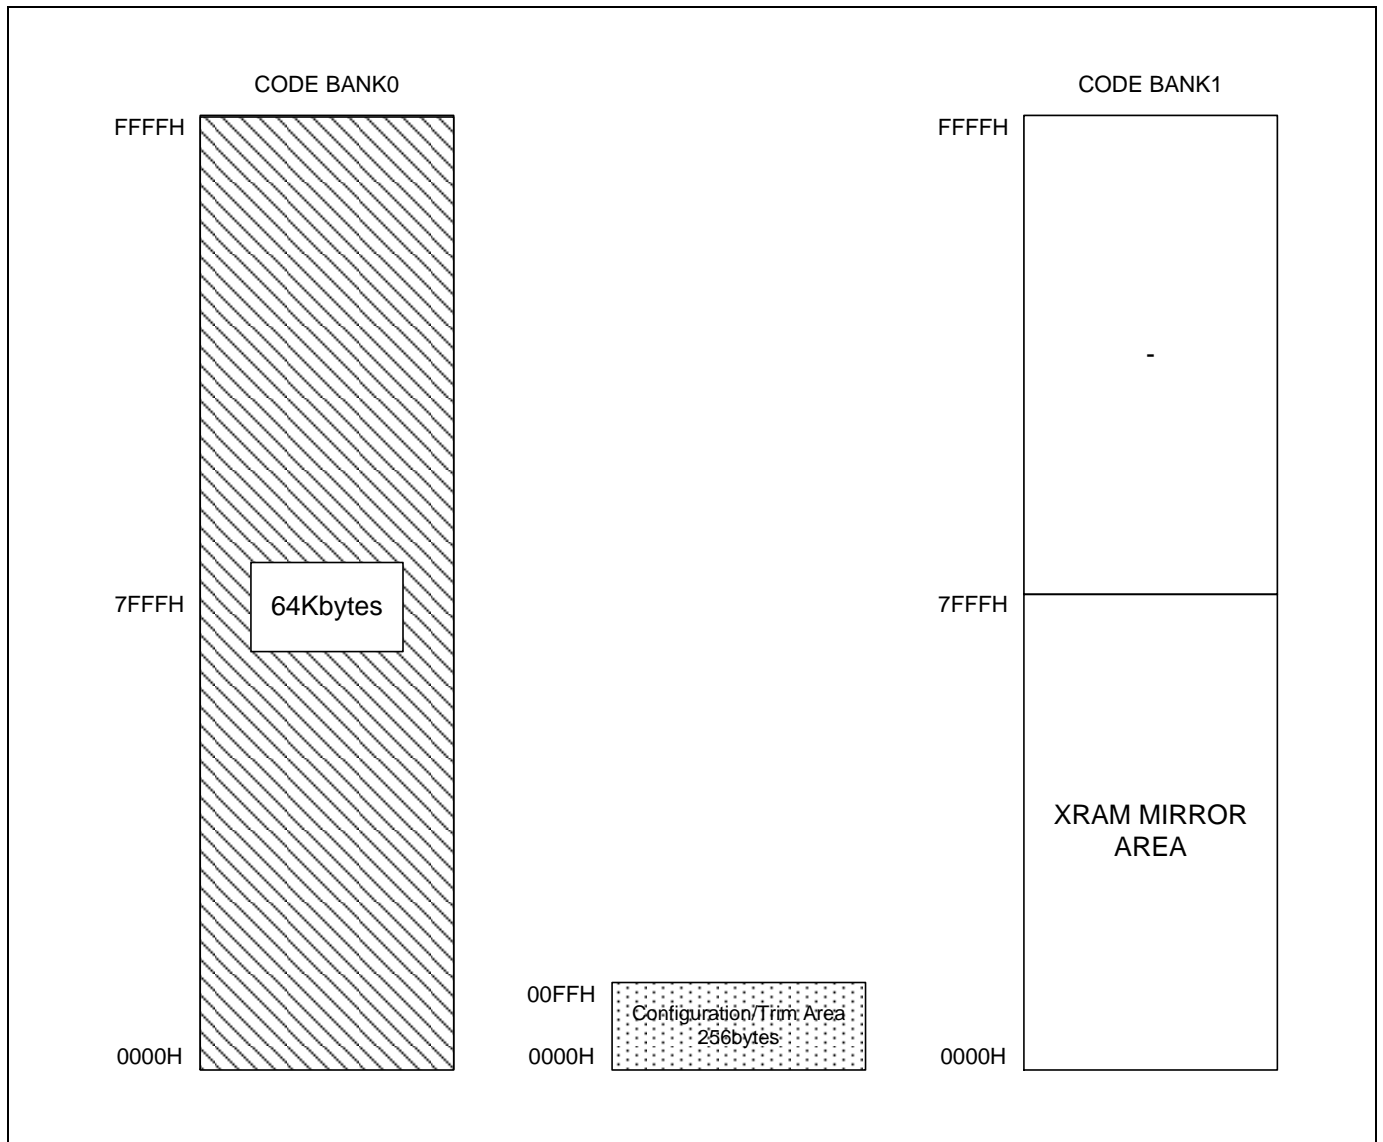 CODE BANK0
FFFFH
7FFFH
64Kbytes
0000H
00FFH
Configuration/Trim Area
256bytes
0000H
CODE BANK1
FFFFH
-
7FFFH
XRAM MIRROR
AREA
0000H